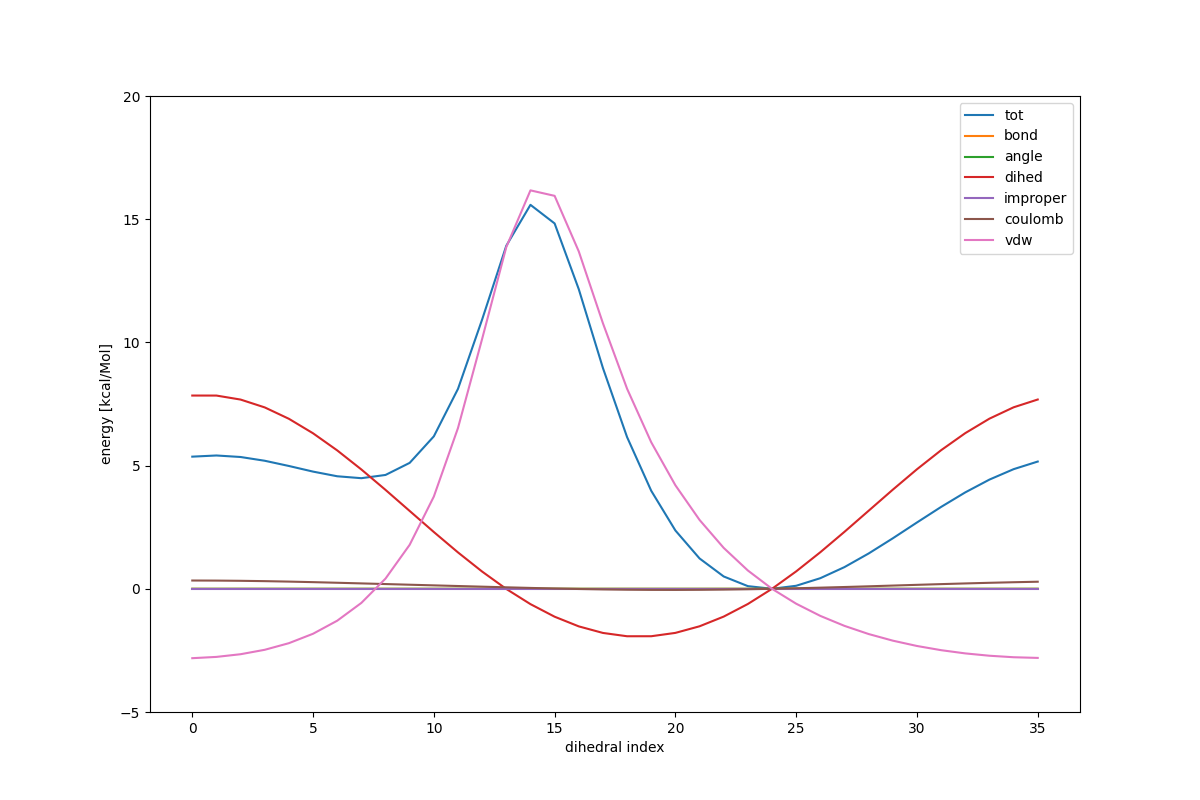 20
15
10
5
0
−5
energy [kcal/Mol]
tot
bond
angle
dihed
improper
coulomb
vdw
0 5 10 15 20 25 30 35
dihedral index